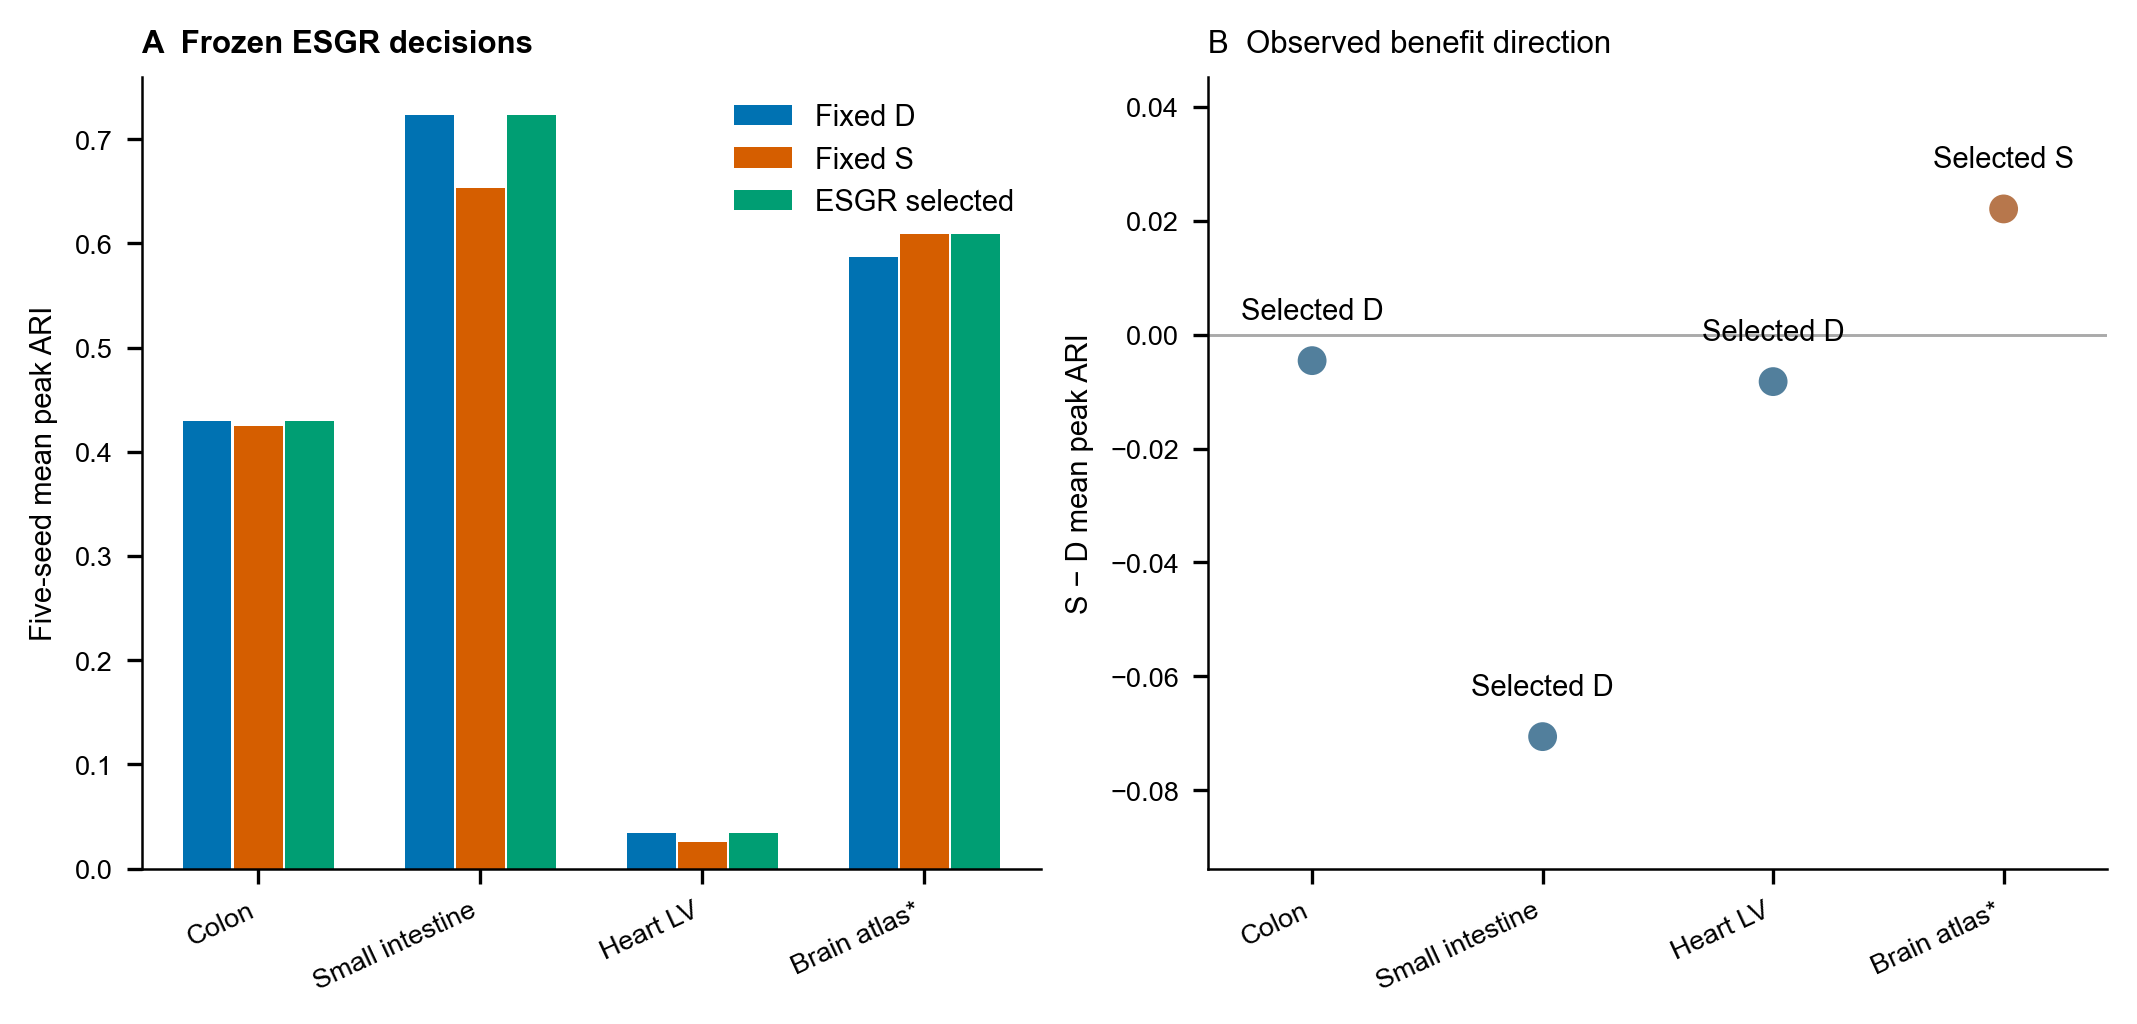 A Frozen ESGR decisions
Five-seed mean peak ARI
0.7
0.6
0.5
0.4
0.3
0.2
0.1
0.0
Fixed D
Fixed S
ESGR selected
Colon
Small intestine
Heart LV
Brain atlas*
B Observed benefit direction
S − D mean peak ARI
0.04
0.02
0.00
−0.02
−0.04
−0.06
−0.08
Selected D
Selected D
Selected D
Selected S
Colon
Small intestine
Heart LV
Brain atlas*